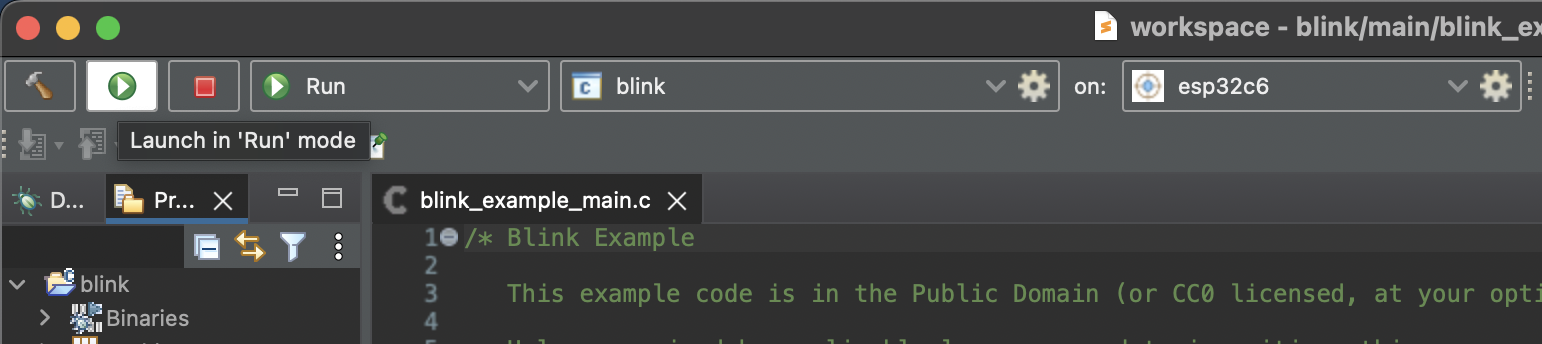 workspace - blink/main/blink_ex
Run
blink
on:
esp32c6
Launch in 'Run' mode
D...
Pr...
blink_example_main.c
1 /* Blink Example
2
3 This example code is in the Public Domain (or CC0 licensed, at your opti
4
blink
Binaries